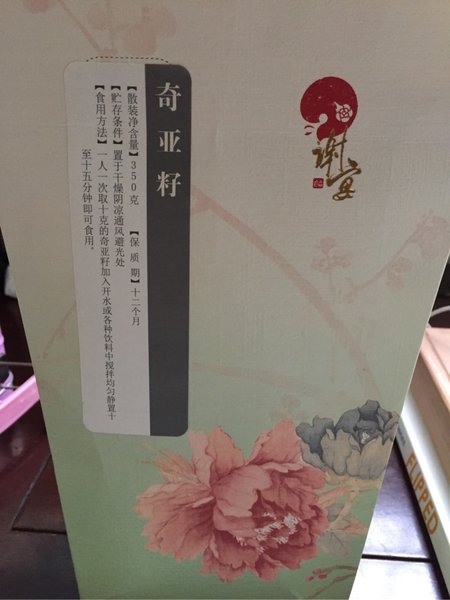 奇亚籽
【散装净含量】350克 【保质期】十二个月
【贮存条件】置于干燥阴凉通风避光处
【食用方法】一人一次取十克的奇亚籽加入开水或各种饮料中搅拌均匀静置十
至十五分钟即可食用。
谢宴
FLIPPED